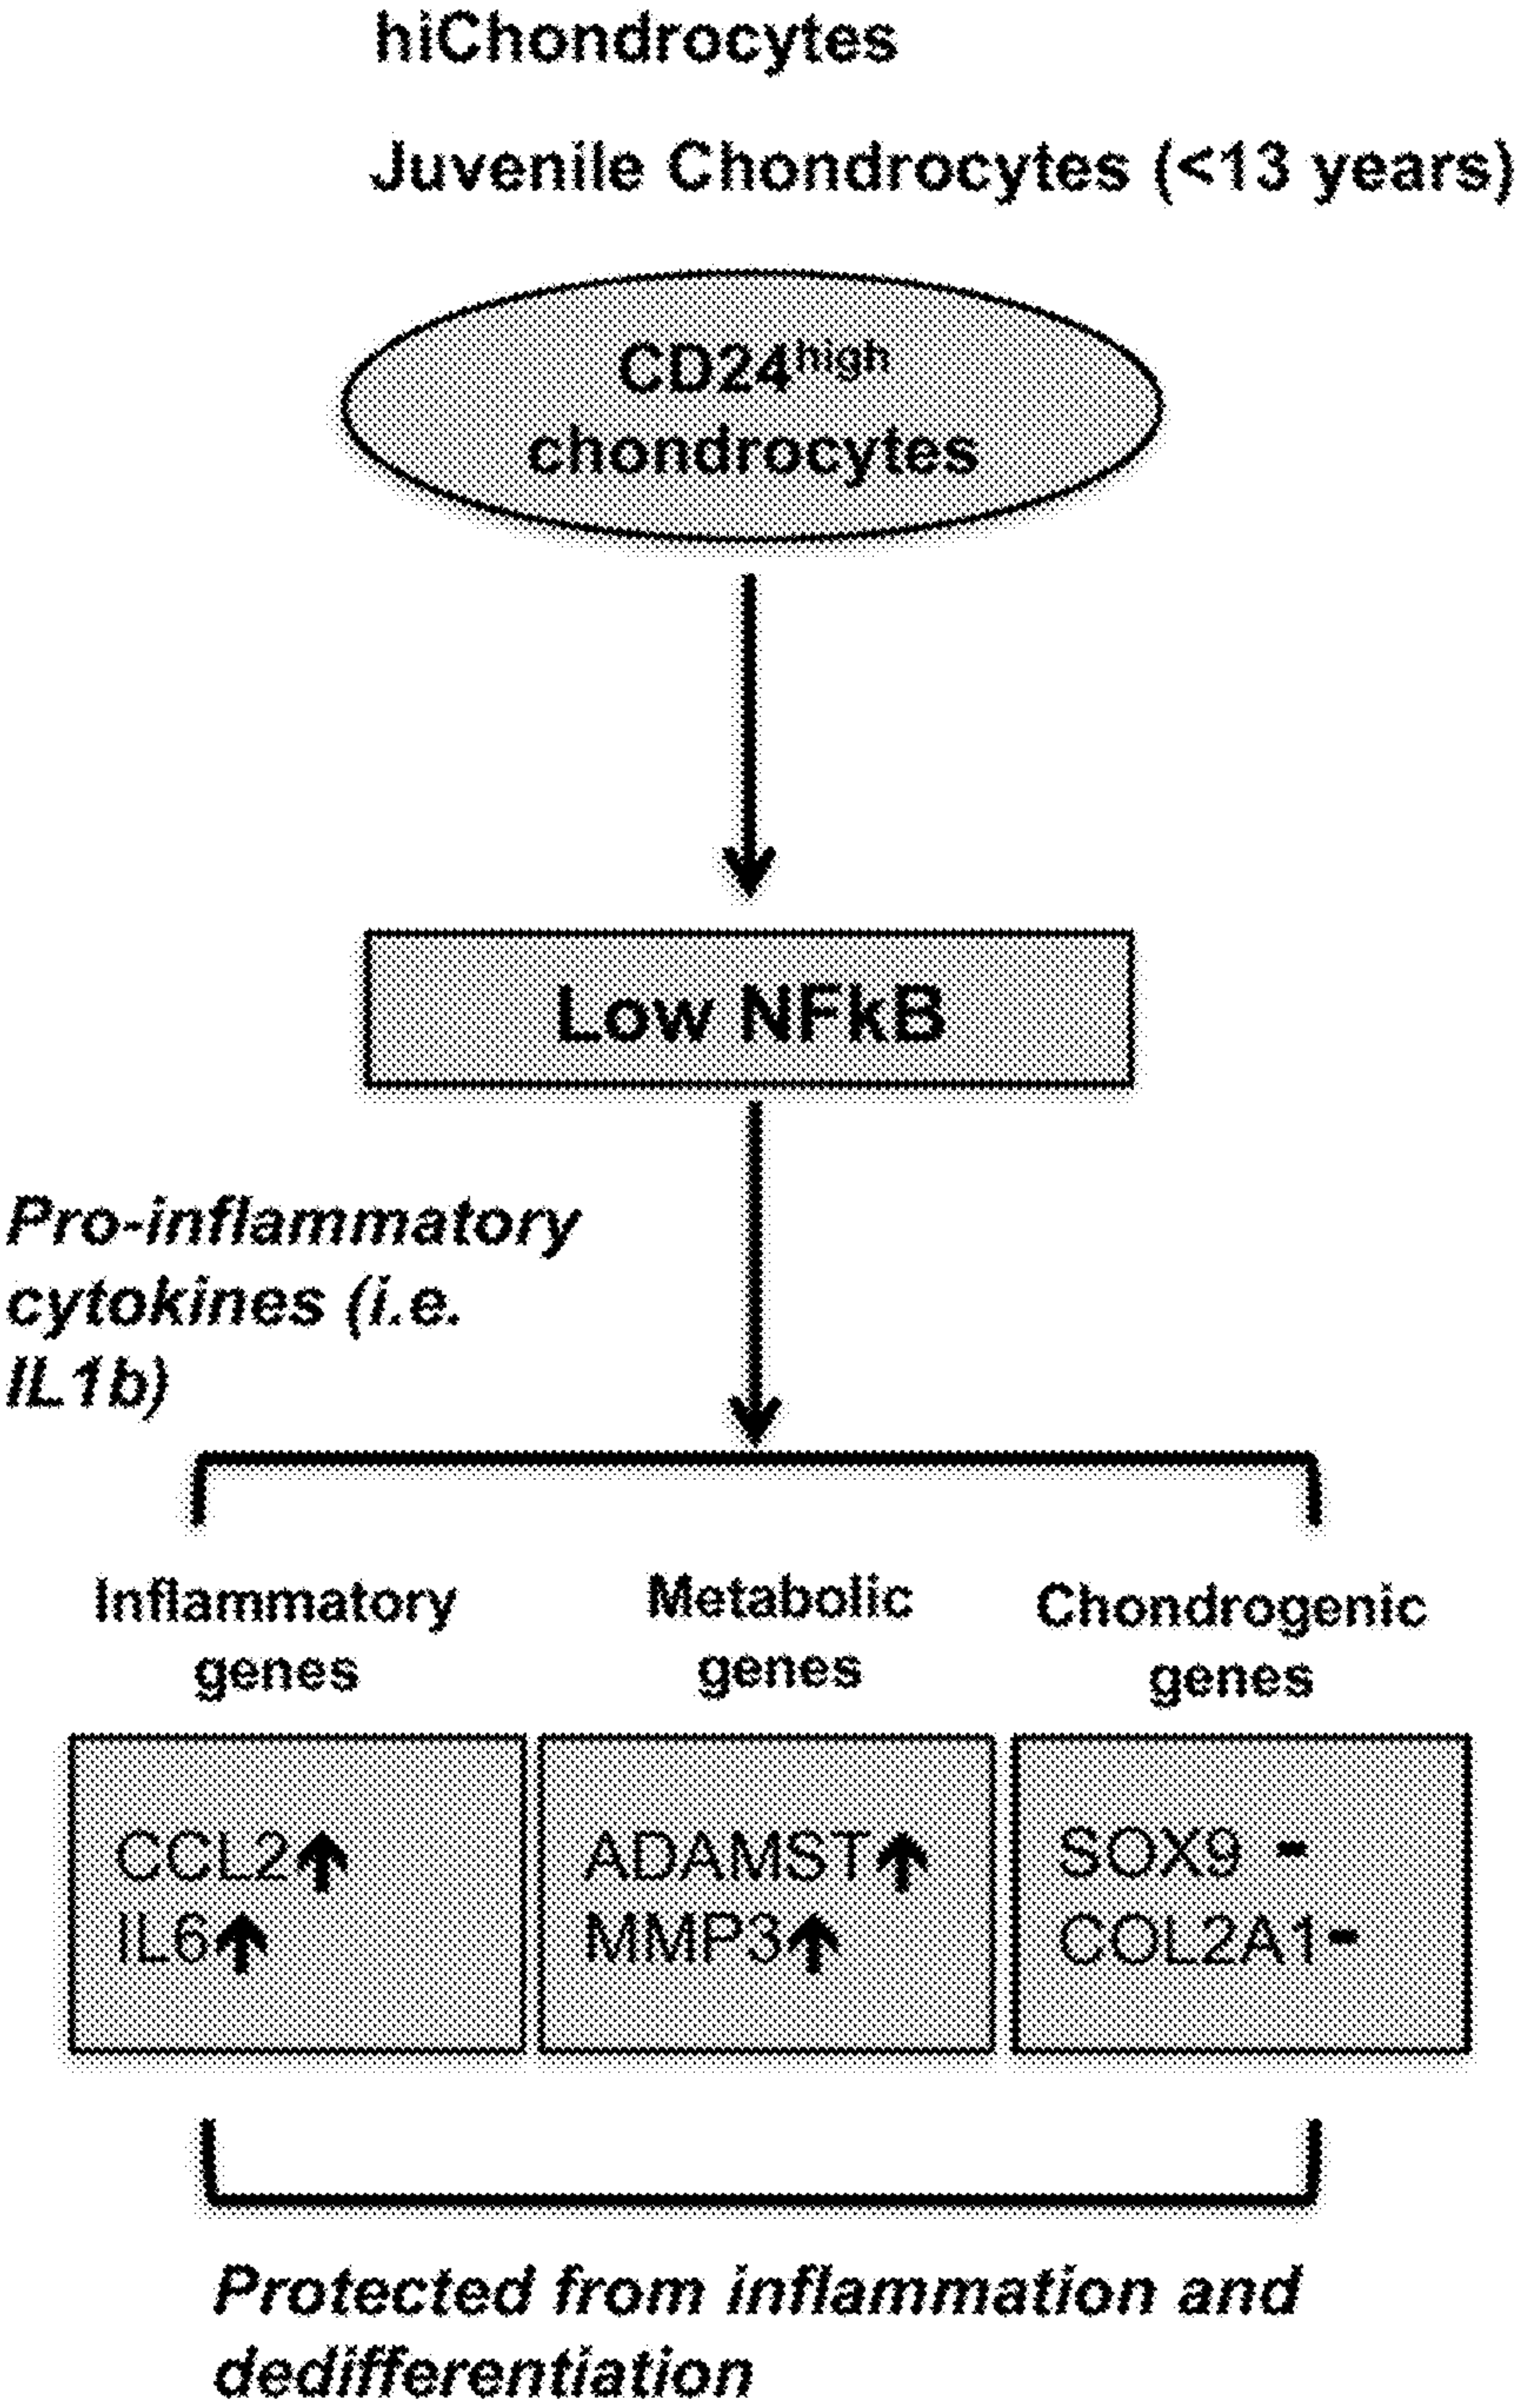 hiChondrocytes
Juvenile Chondrocytes (<13 years)
CD24high
chondrocytes
Low NFkB
Pro-inflammatory
cytokines (i.e.
IL1b)
Inflammatory
genes
Metabolic
genes
Chondrogenic
genes
CCL2↑
IL6↑
ADAMST↑
MMP3↑
SOX9 -
COL2A1-
Protected from inflammation and
dedifferentiation